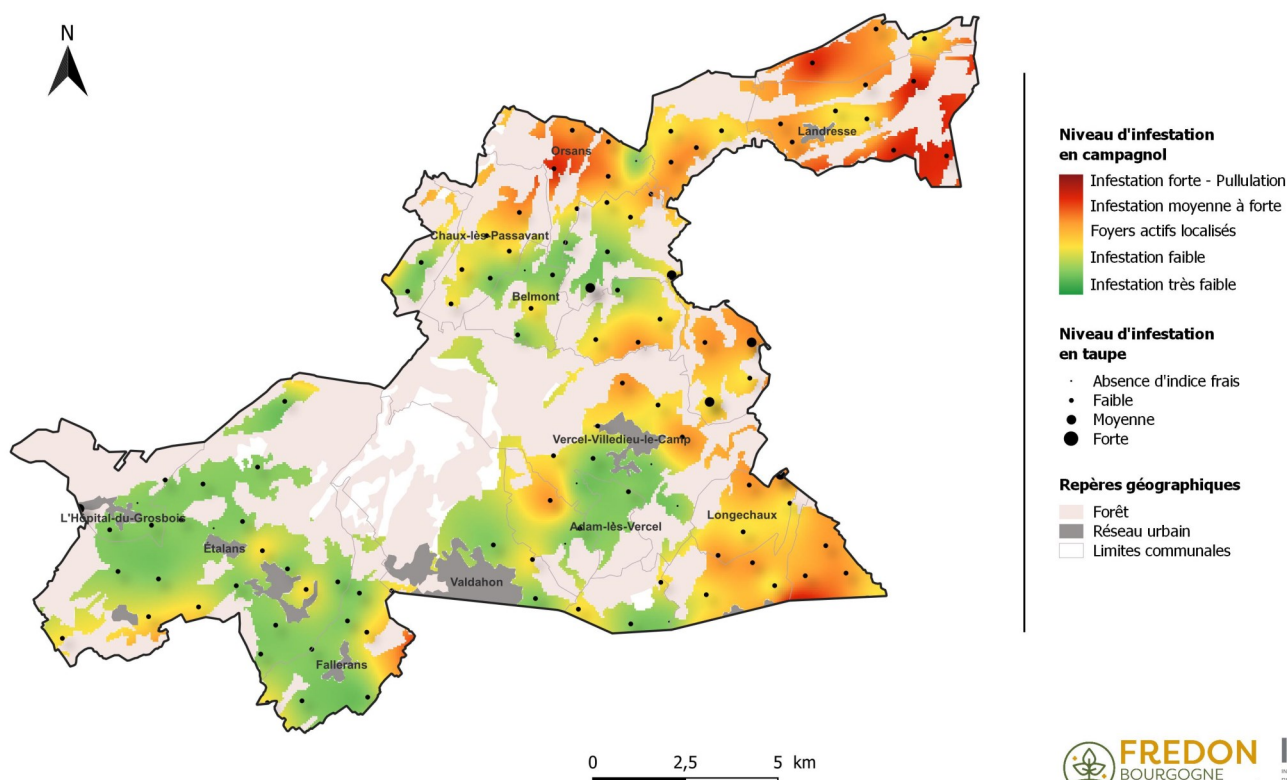 N
Orsans
Landresse
Chaux-lès-Passavant
Belmont
Vercel-Villedieu-le-Camp
L'Hôpital-du-Grosbois
Adam-lès-Vercel
Longechaux
Étalans
Valdahon
Fallerans
Niveau d'infestation
en campagnol
Infestation forte - Pullulation
Infestation moyenne à forte
Foyers actifs localisés
Infestation faible
Infestation très faible
Niveau d'infestation
en taupe
Absence d'indice frais
Faible
Moyenne
Forte
Repères géographiques
Forêt
Réseau urbain
Limites communales
0 2,5 5 km
FREDON
BOURGOGNE